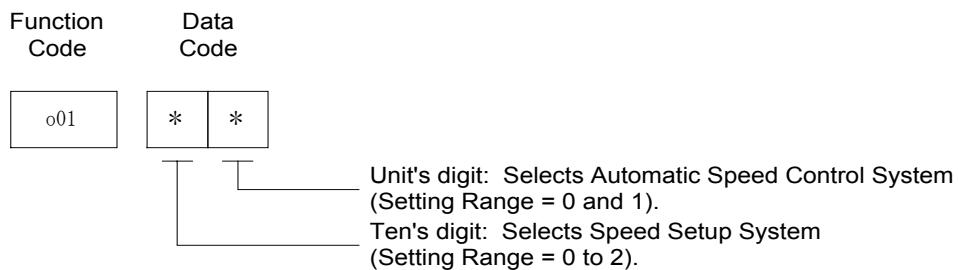 Function Data
Code Code
o01 * *
Unit's digit: Selects Automatic Speed Control System
(Setting Range = 0 and 1).
Ten's digit: Selects Speed Setup System
(Setting Range = 0 to 2).